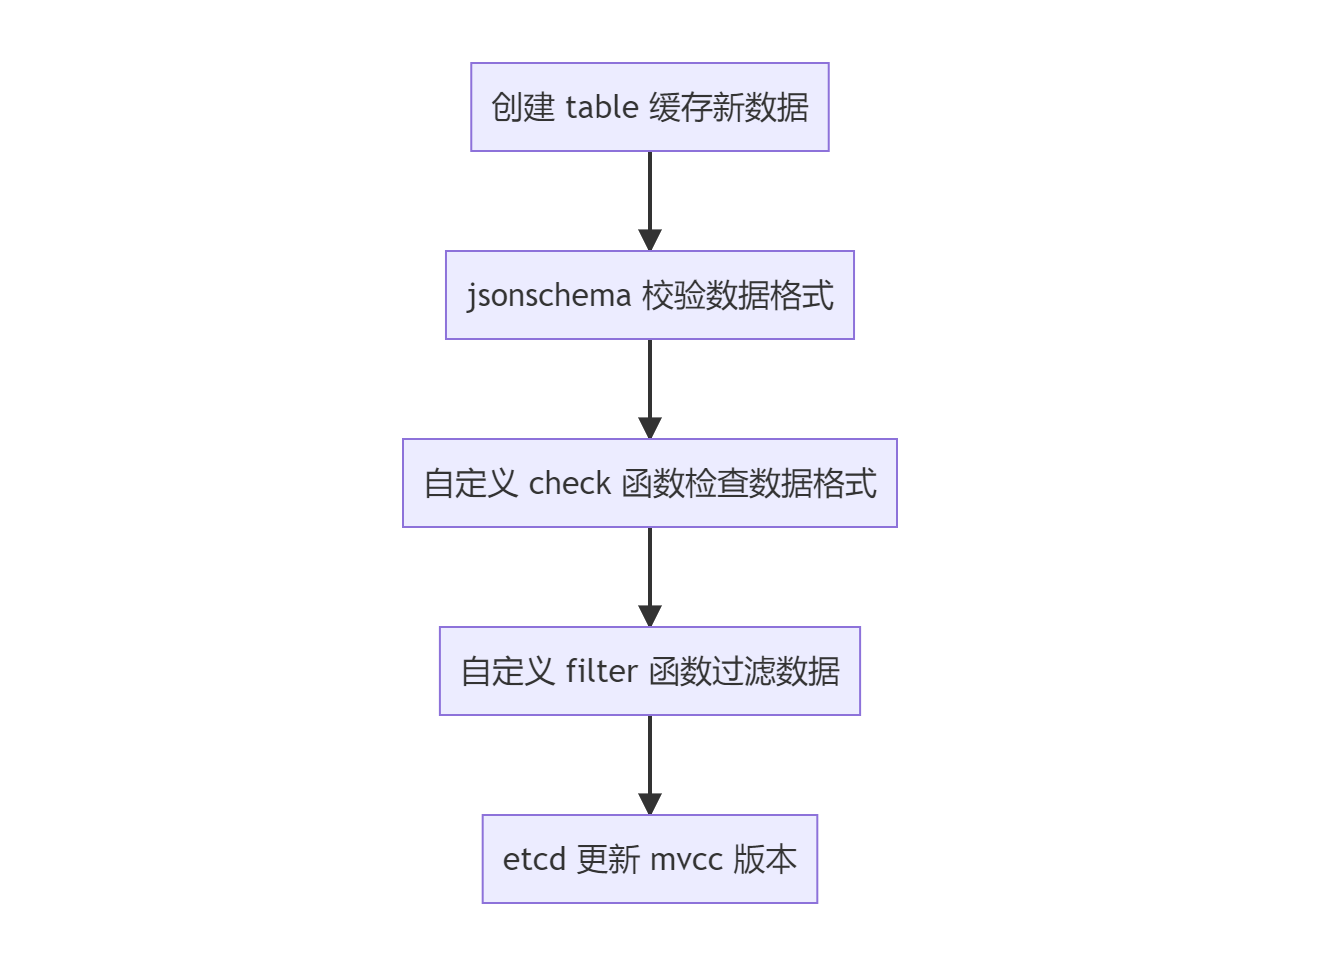 创建 table 缓存新数据
jsonschema 校验数据格式
自定义 check 函数检查数据格式
自定义 filter 函数过滤数据
etcd 更新 mvcc 版本